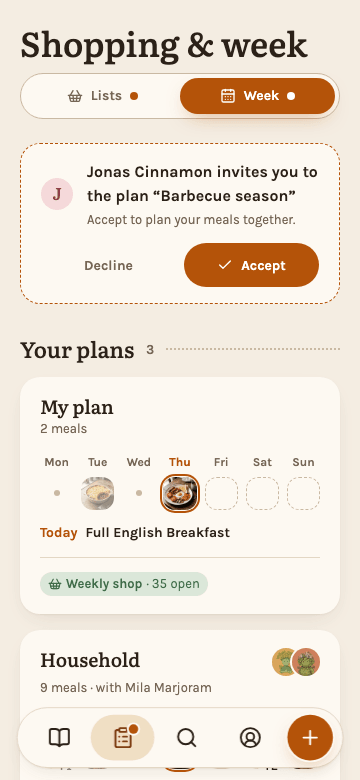 Shopping & week
Lists
Week
J
Jonas Cinnamon invites you to
the plan “Barbecue season”
Accept to plan your meals together.
Decline
Accept
Your plans 3
My plan
2 meals
Mon Tue Wed Thu Fri Sat Sun
Today Full English Breakfast
Weekly shop · 35 open
Household
9 meals · with Mila Marjoram